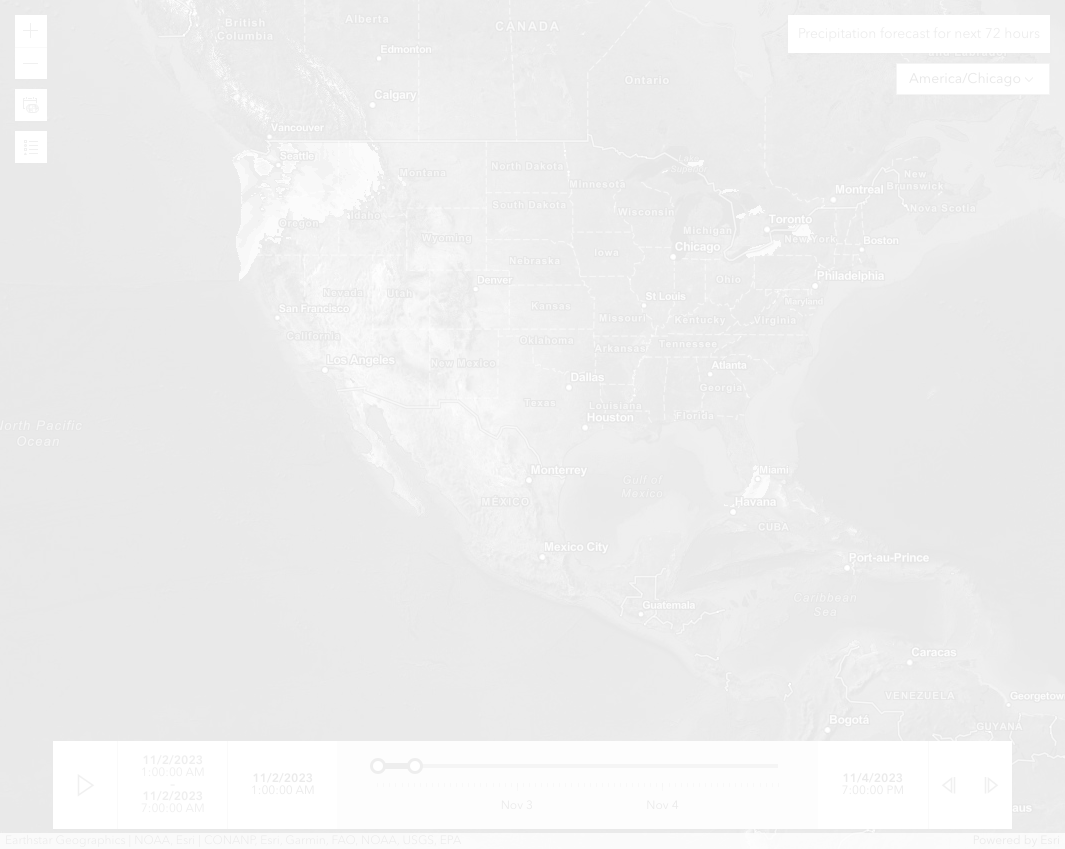 CANADA
Precipitation forecast for next 72 hours
America/Chicago
British
Columbia
Alberta
Edmonton
Ontario
Calgary
Vancouver
Seattle
Montana
North Dakota
Minnesota
Montreal
New
Brunswick
Nova Scotia
Idaho
Oregon
South Dakota
Wisconsin
Michigan
Toronto
New York
Boston
Wyoming
Iowa
Chicago
Nebraska
Denver
Ohio
Philadelphia
Nevada
Utah
St Louis
Maryland
San Francisco
Kansas
Missouri
Kentucky
Virginia
California
Oklahoma
Arkansas
Tennessee
Los Angeles
New Mexico
Atlanta
Dallas
Georgia
Texas
Louisiana
Houston
Florida
North Pacific
Ocean
Monterrey
Miami
Gulf of
Mexico
MÉXICO
Havana
CUBA
Mexico City
Port-au-Prince
Guatemala
Caribbean
Sea
Caracas
VENEZUELA
Georgetow
Bogotá
GUYANA
11/2/2023
1:00:00 AM
-
11/2/2023
7:00:00 AM
11/2/2023
1:00:00 AM
Nov 3
Nov 4
11/4/2023
7:00:00 PM
aus
Earthstar Geographics | NOAA, Esri | CONANP, Esri, Garmin, FAO, NOAA, USGS, EPA
Powered by Esri